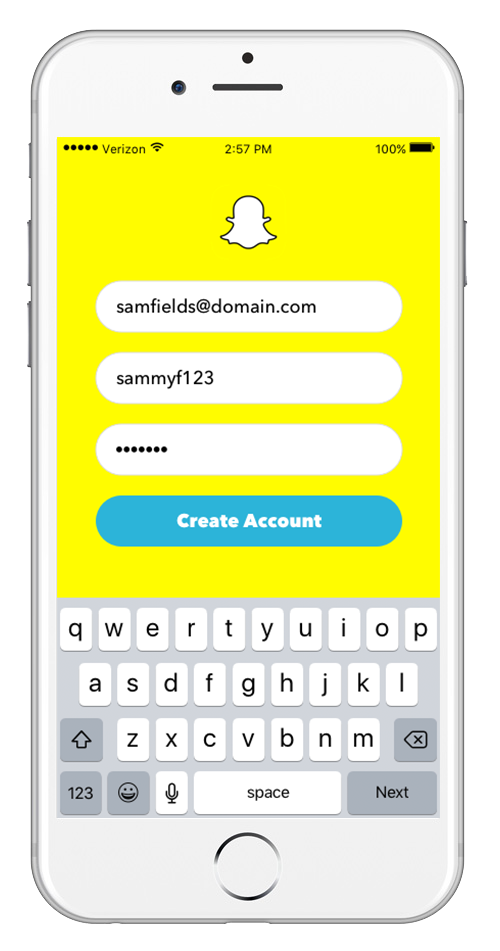 ●●●●● Verizon 2:57 PM 100%
samfields@domain.com
sammyf123
•••••••
Create Account
q w e r t y u i o p
a s d f g h j k l
z x c v b n m
123 space Next